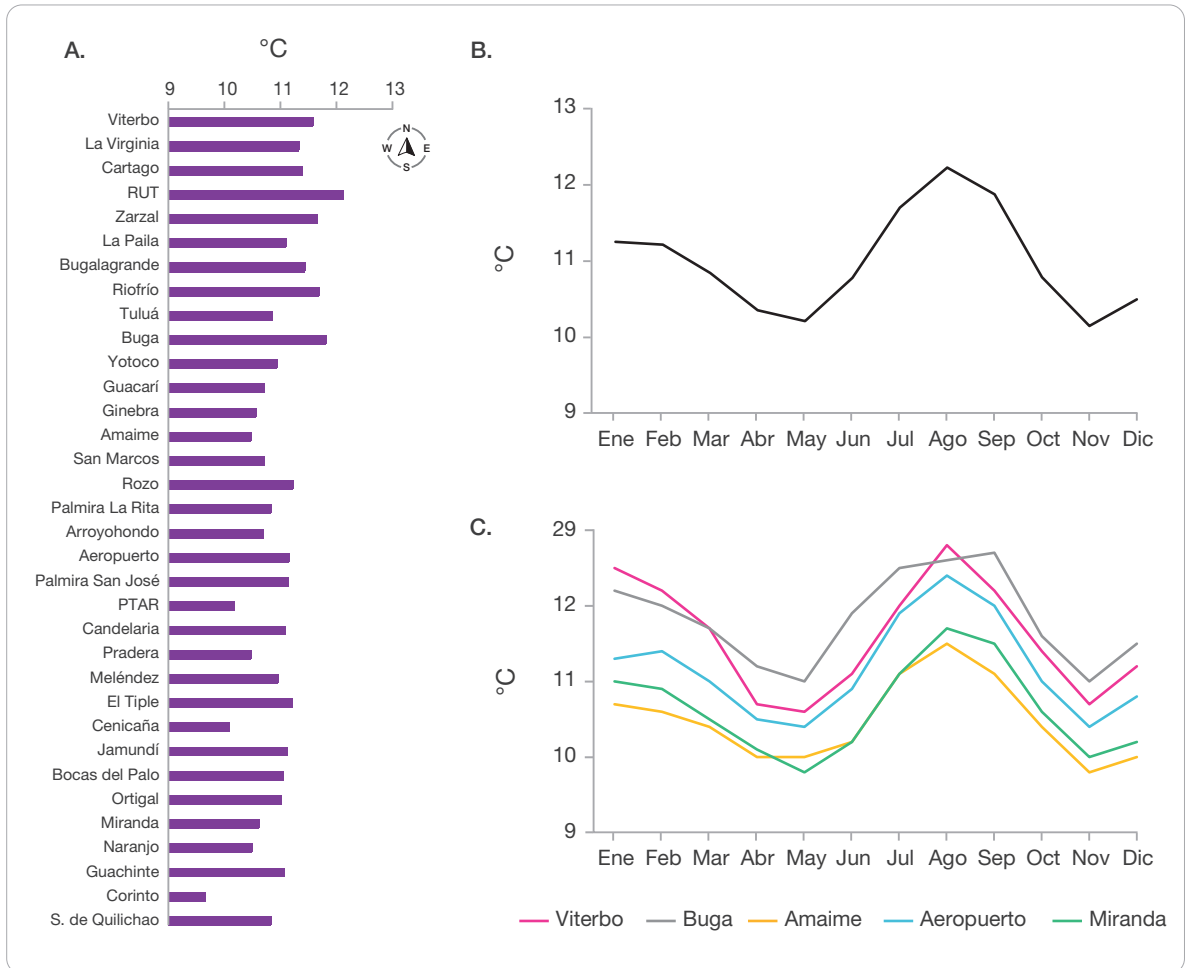 A.
°C
9 10 11 12 13
N
W E
S
Viterbo
La Virginia
Cartago
RUT
Zarzal
La Paila
Bugalagrande
Riofrío
Tuluá
Buga
Yotoco
Guacarí
Ginebra
Amaime
San Marcos
Rozo
Palmira La Rita
Arroyohondo
Aeropuerto
Palmira San José
PTAR
Candelaria
Pradera
Meléndez
El Tiple
Cenicaña
Jamundí
Bocas del Palo
Ortigal
Miranda
Naranjo
Guachinte
Corinto
S. de Quilichao
B.
°C
13
12
11
10
9
Ene Feb Mar Abr May Jun Jul Ago Sep Oct Nov Dic
C.
°C
29
12
11
10
9
Ene Feb Mar Abr May Jun Jul Ago Sep Oct Nov Dic
Viterbo Buga Amaime Aeropuerto Miranda